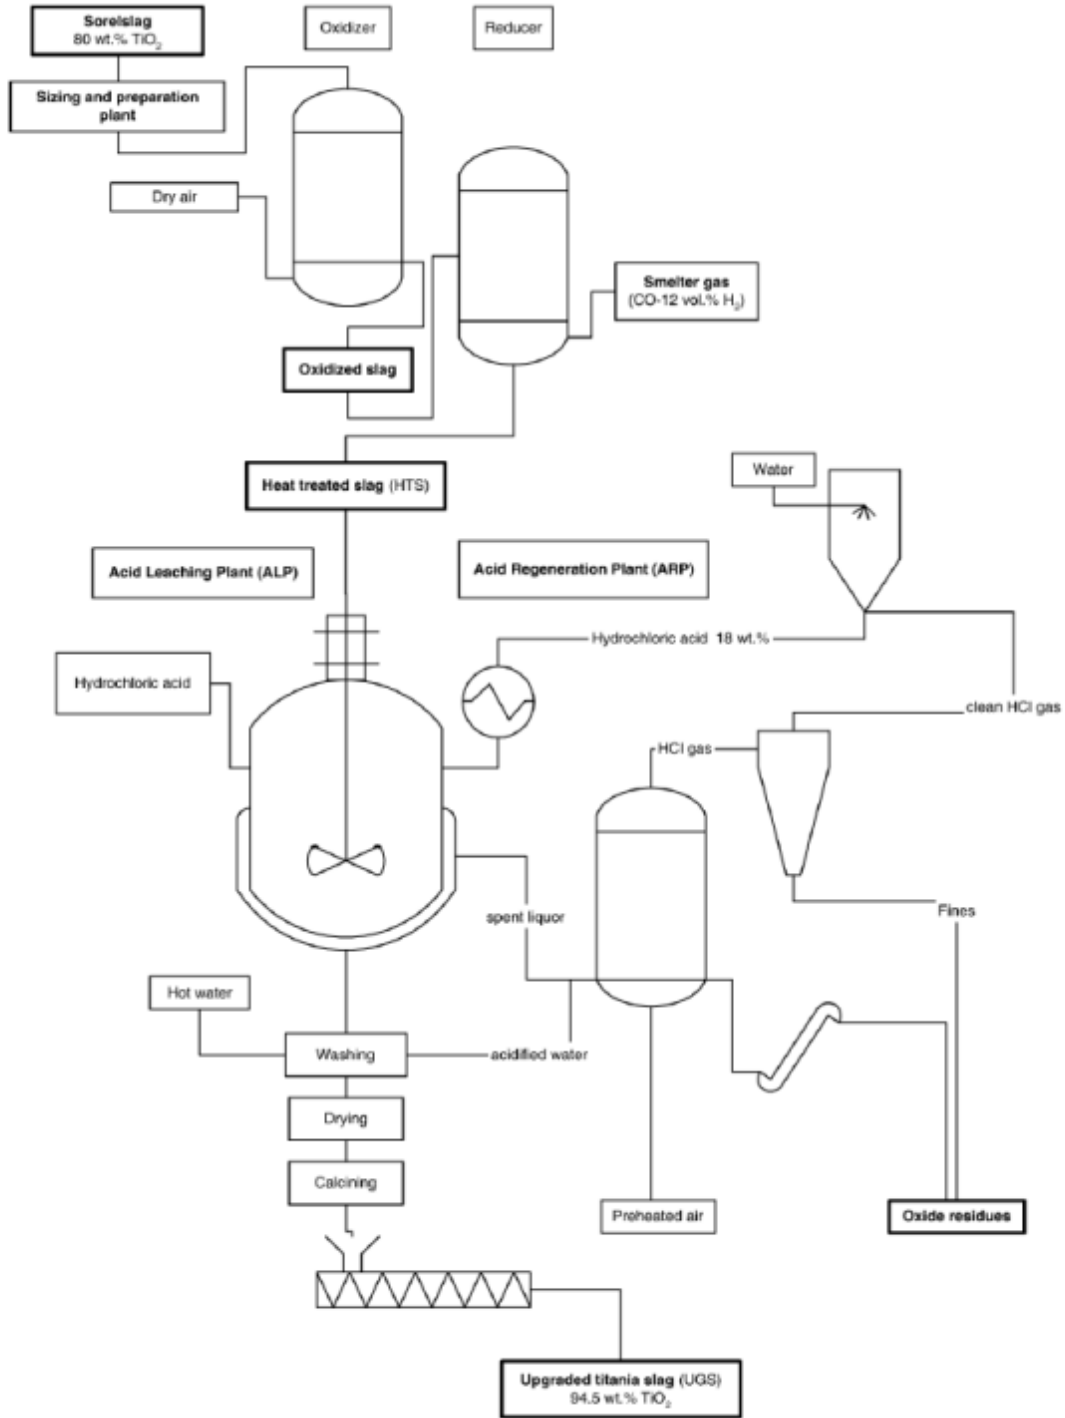 Sorelslag
80 wt.% TiO₂
Oxidizer
Reducer
Sizing and preparation
plant
Dry air
Smelter gas
(CO-12 vol.% H₂)
Oxidized slag
Heat treated slag (HTS)
Water
Acid Leaching Plant (ALP)
Acid Regeneration Plant (ARP)
Hydrochloric acid 18 wt.%
Hydrochloric acid
clean HCl gas
HCl gas
Fines
spent liquor
Hot water
Washing
acidified water
Drying
Calcining
Preheated air
Oxide residues
Upgraded titania slag (UGS)
94.5 wt.% TiO₂